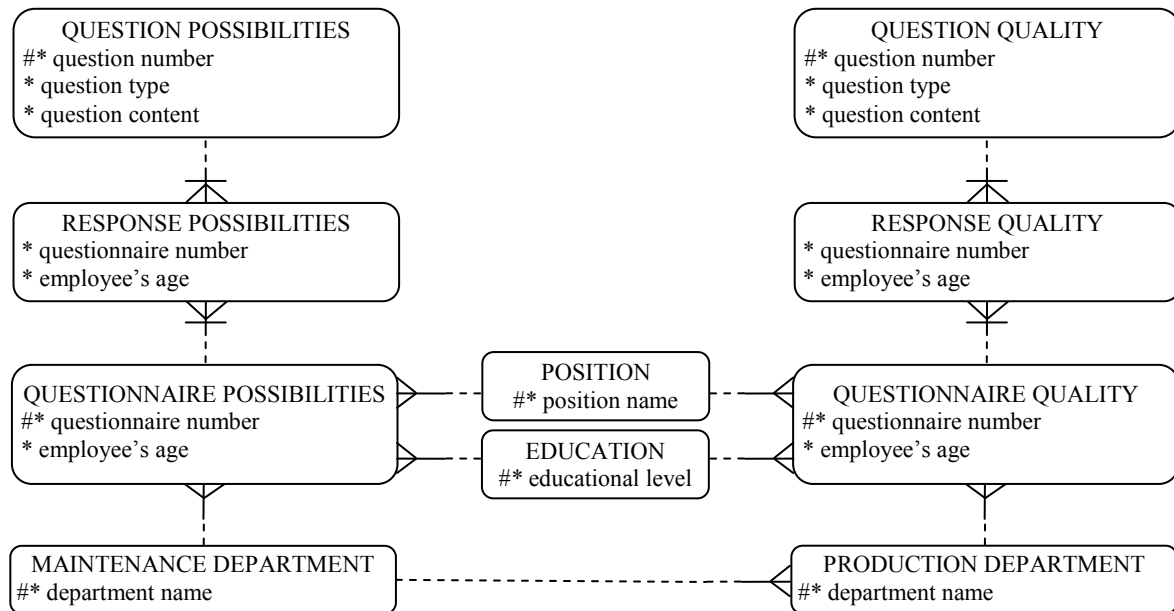 QUESTION POSSIBILITIES
#* question number
* question type
* question content
QUESTION QUALITY
#* question number
* question type
* question content
RESPONSE POSSIBILITIES
* questionnaire number
* employee’s age
RESPONSE QUALITY
* questionnaire number
* employee’s age
QUESTIONNAIRE POSSIBILITIES
#* questionnaire number
* employee’s age
POSITION
#* position name
EDUCATION
#* educational level
QUESTIONNAIRE QUALITY
#* questionnaire number
* employee’s age
MAINTENANCE DEPARTMENT
#* department name
PRODUCTION DEPARTMENT
#* department name